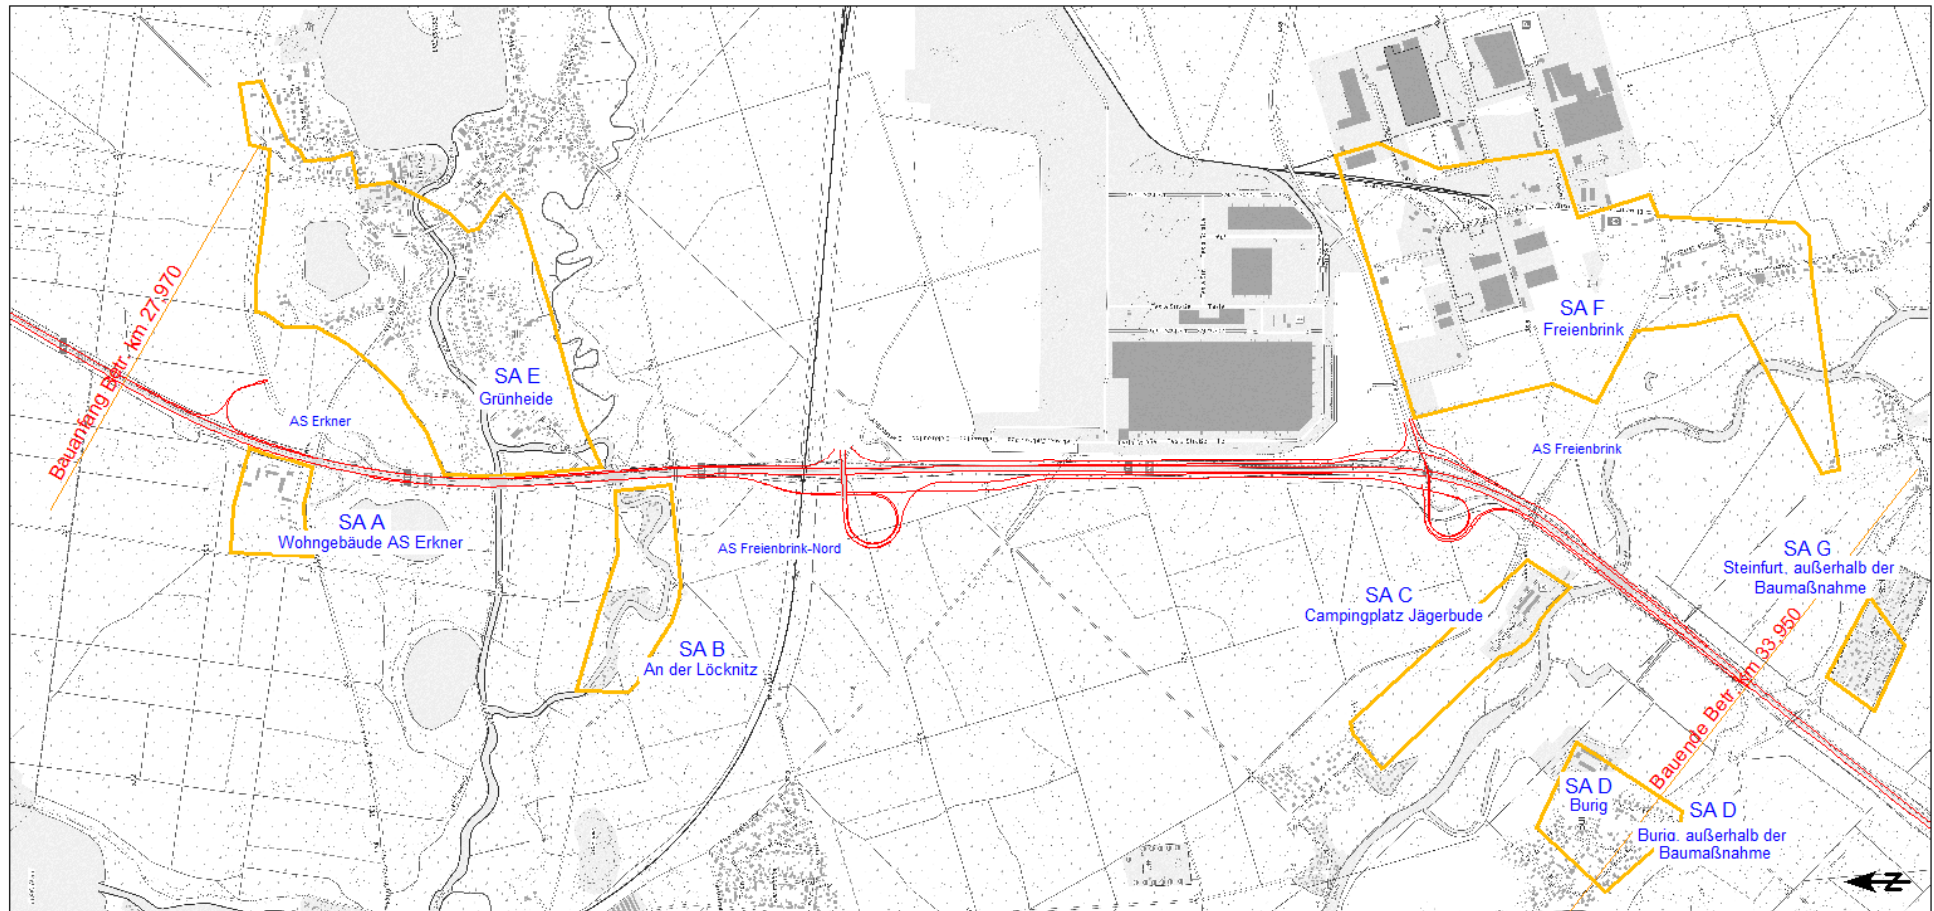 Bauanfang Betr. km 27,970
AS Erkner
SA E
Grünheide
SA A
Wohngebäude AS Erkner
AS Freienbrink-Nord
SA B
An der Löcknitz
SA F
Freienbrink
AS Freienbrink
SA C
Campingplatz Jägerbude
SA G
Steinfurt, außerhalb der
Baumaßnahme
Bauende Betr. km 33,950
SA D
Burig
SA D
Burig, außerhalb der
Baumaßnahme
N